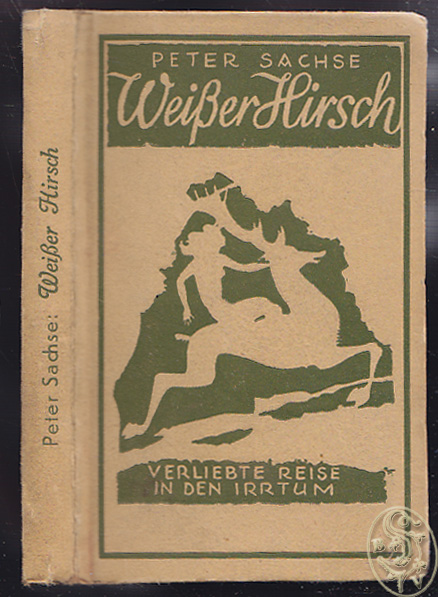 PETER SACHSE
Weißer Hirsch
VERLIEBTE REISE
IN DEN IRRTUM
Peter Sachse: Weißer Hirsch